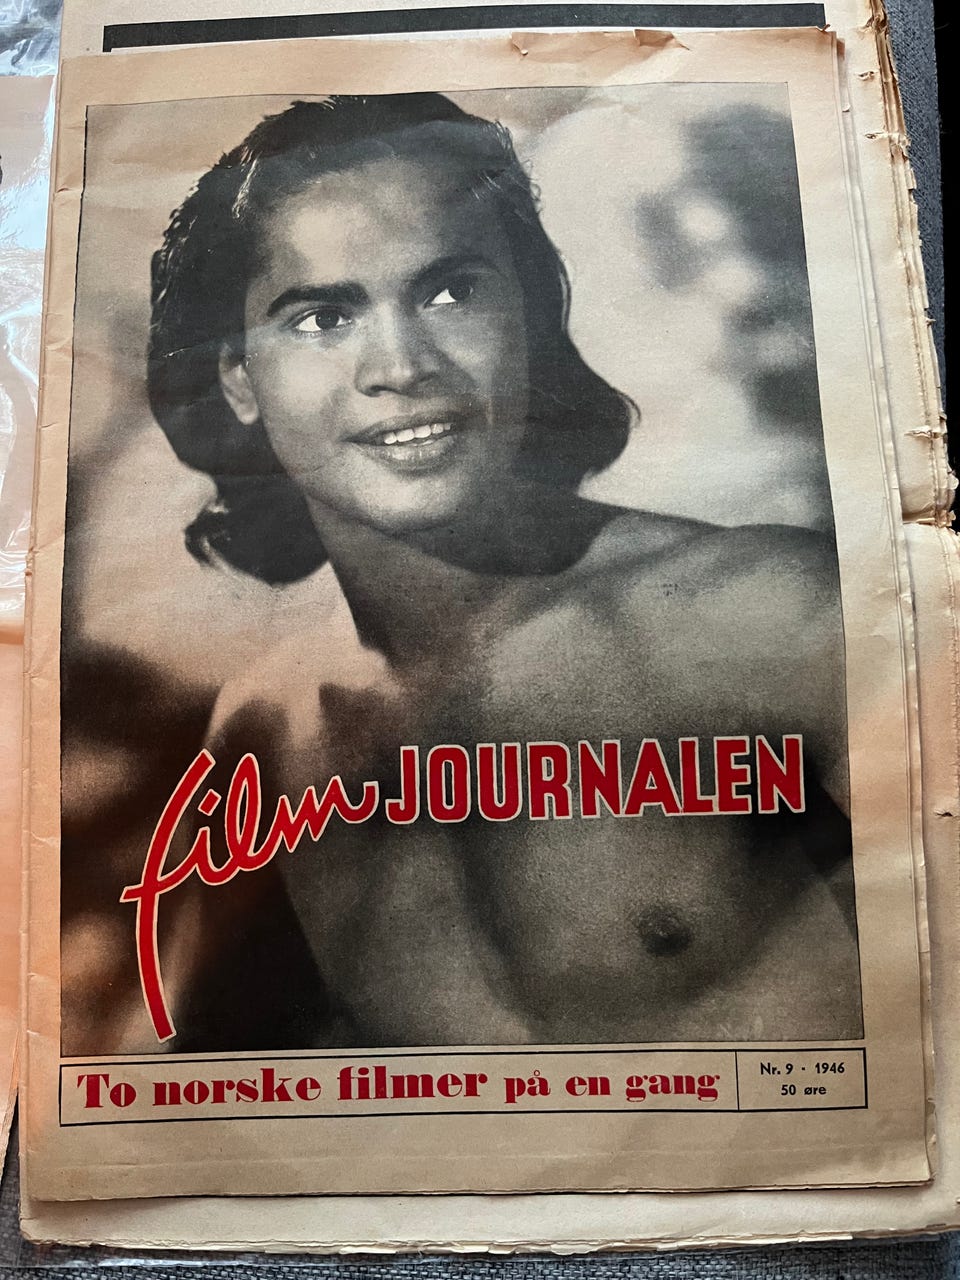 film JOURNALEN
To norske filmer på en gang
Nr. 9 · 1946
50 øre